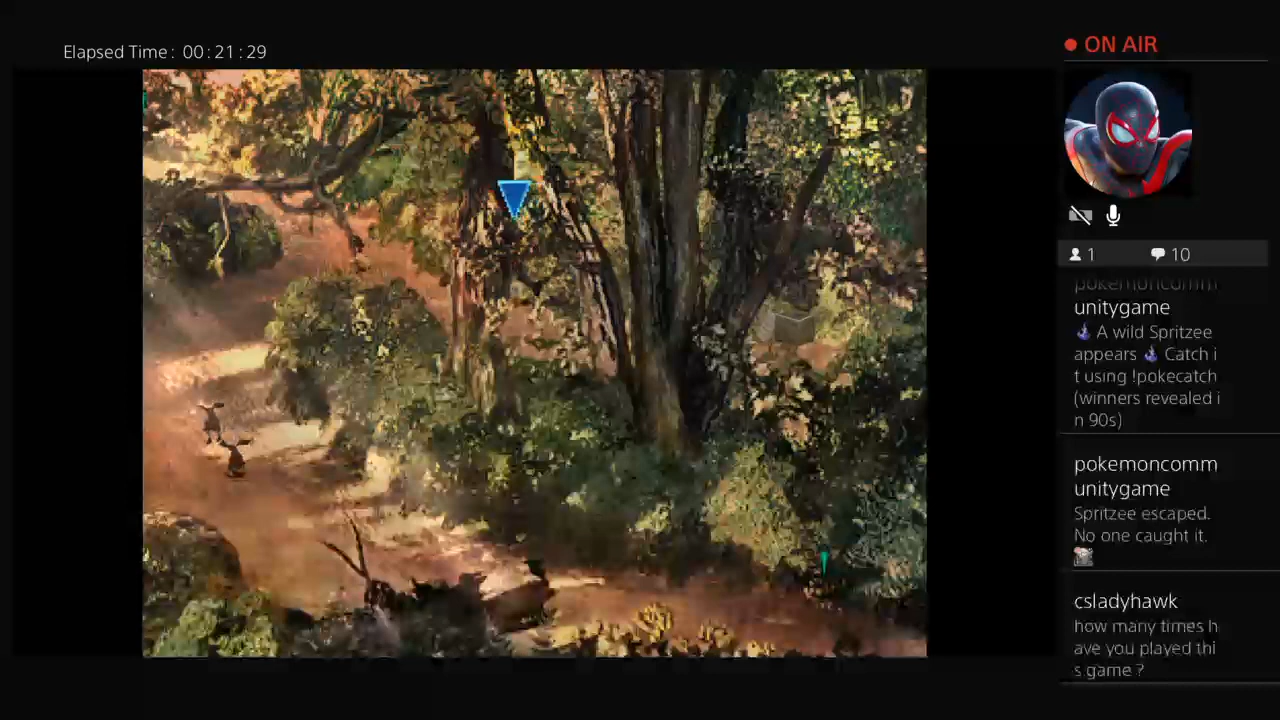 Elapsed Time: 00:21:29
ON AIR
1
10
pokemoncomm
unitygame
A wild Spritzee
appears Catch i
t using !pokecatch
(winners revealed i
n 90s)
pokemoncomm
unitygame
Spritzee escaped.
No one caught it.
csladyhawk
how many times h
ave you played thi
s game ?